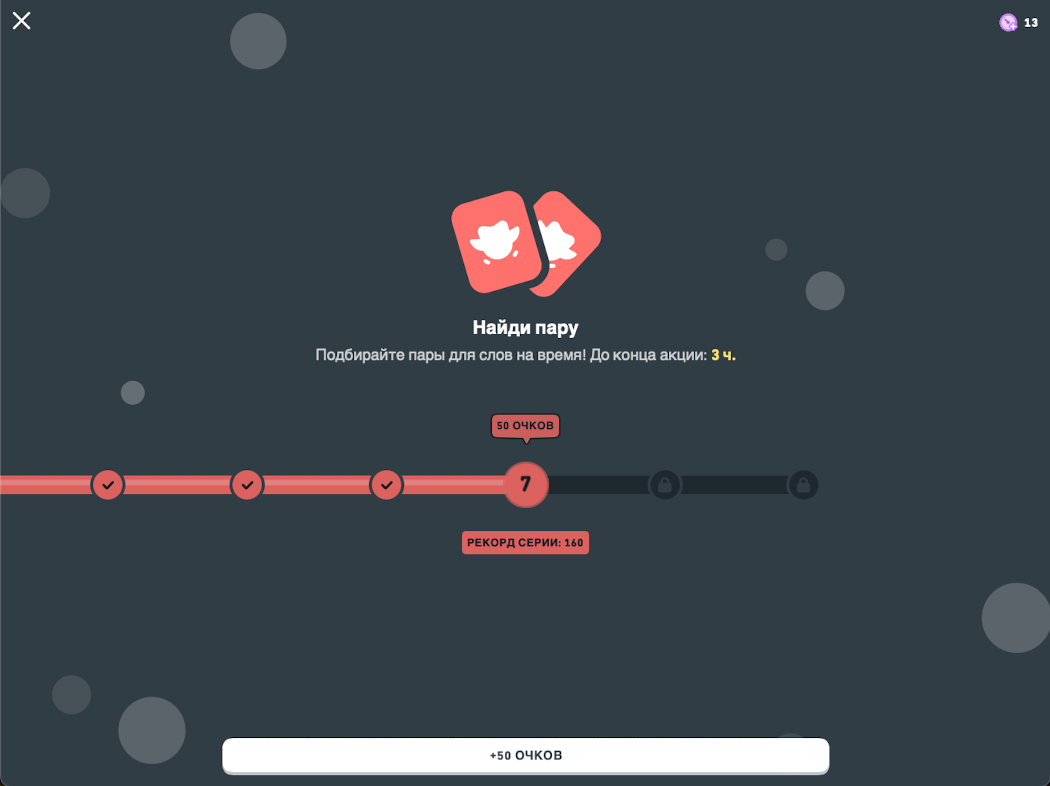 13
Найди пару
Подбирайте пары для слов на время! До конца акции: 3 ч.
50 ОЧКОВ
7
РЕКОРД СЕРИИ: 160
+50 ОЧКОВ